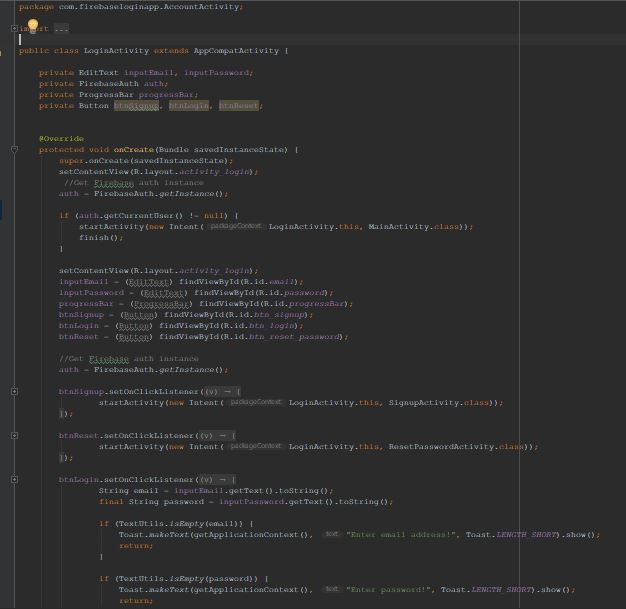 package com.firebaseloginapp.AccountActivity;
import ...
public class LoginActivity extends AppCompatActivity {
private EditText inputEmail, inputPassword;
private FirebaseAuth auth;
private ProgressBar progressBar;
private Button btnSignup, btnLogin, btnReset;
@Override
protected void onCreate(Bundle savedInstanceState) {
super.onCreate(savedInstanceState);
setContentView(R.layout.activity_login);
//Get Firebase auth instance
auth = FirebaseAuth.getInstance();
if (auth.getCurrentUser() != null) {
startActivity(new Intent( packageContext: LoginActivity.this, MainActivity.class));
finish();
}
setContentView(R.layout.activity_login);
inputEmail = (EditText) findViewById(R.id.email);
inputPassword = (EditText) findViewById(R.id.password);
progressBar = (ProgressBar) findViewById(R.id.progressBar);
btnSignup = (Button) findViewById(R.id.btn_signup);
btnLogin = (Button) findViewById(R.id.btn_login);
btnReset = (Button) findViewById(R.id.btn_reset_password);
//Get Firebase auth instance
auth = FirebaseAuth.getInstance();
btnSignup.setOnClickListener((v) → {
startActivity(new Intent( packageContext: LoginActivity.this, SignupActivity.class));
});
btnReset.setOnClickListener((v) → {
startActivity(new Intent( packageContext: LoginActivity.this, ResetPasswordActivity.class));
});
btnLogin.setOnClickListener((v) → {
String email = inputEmail.getText().toString();
final String password = inputPassword.getText().toString();
if (TextUtils.isEmpty(email)) {
Toast.makeText(getApplicationContext(), text: "Enter email address!", Toast.LENGTH_SHORT).show();
return;
}
if (TextUtils.isEmpty(password)) {
Toast.makeText(getApplicationContext(), text: "Enter password!", Toast.LENGTH_SHORT).show();
return;